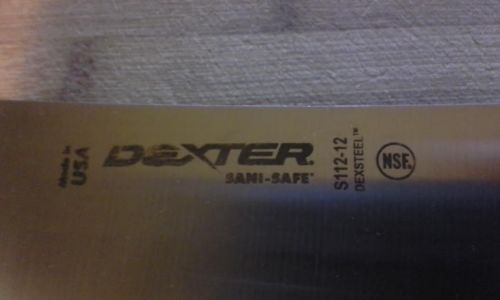 Made in
USA
DEXTER®
SANI-SAFE®
S112-12
DEXSTEEL™
NSF®